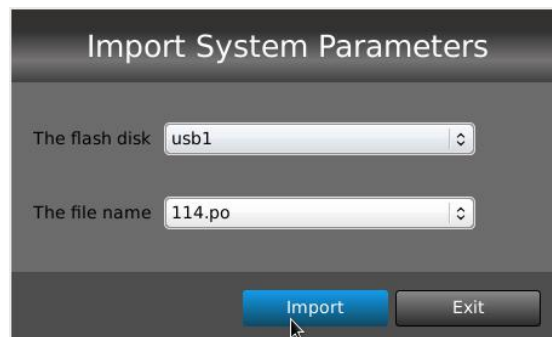 Import System Parameters
The flash disk usb1
The file name 114.po
Import Exit